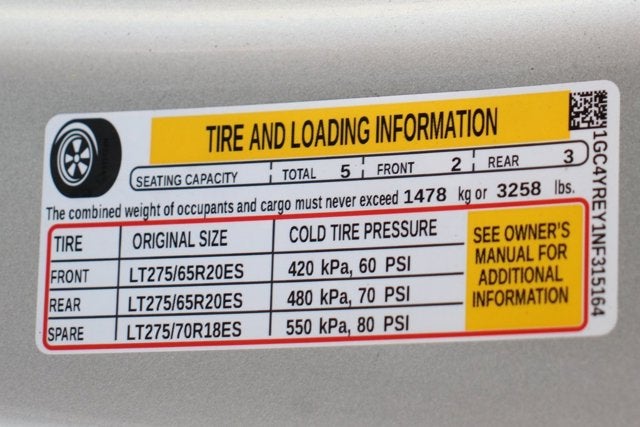 TIRE AND LOADING INFORMATION
SEATING CAPACITY TOTAL 5 FRONT 2 REAR 3
The combined weight of occupants and cargo must never exceed 1478 kg or 3258 lbs.
TIRE ORIGINAL SIZE COLD TIRE PRESSURE
FRONT LT275/65R20ES 420 kPa, 60 PSI
REAR LT275/65R20ES 480 kPa, 70 PSI
SPARE LT275/70R18ES 550 kPa, 80 PSI
SEE OWNER'S
MANUAL FOR
ADDITIONAL
INFORMATION
1GC4YREY1NF315164